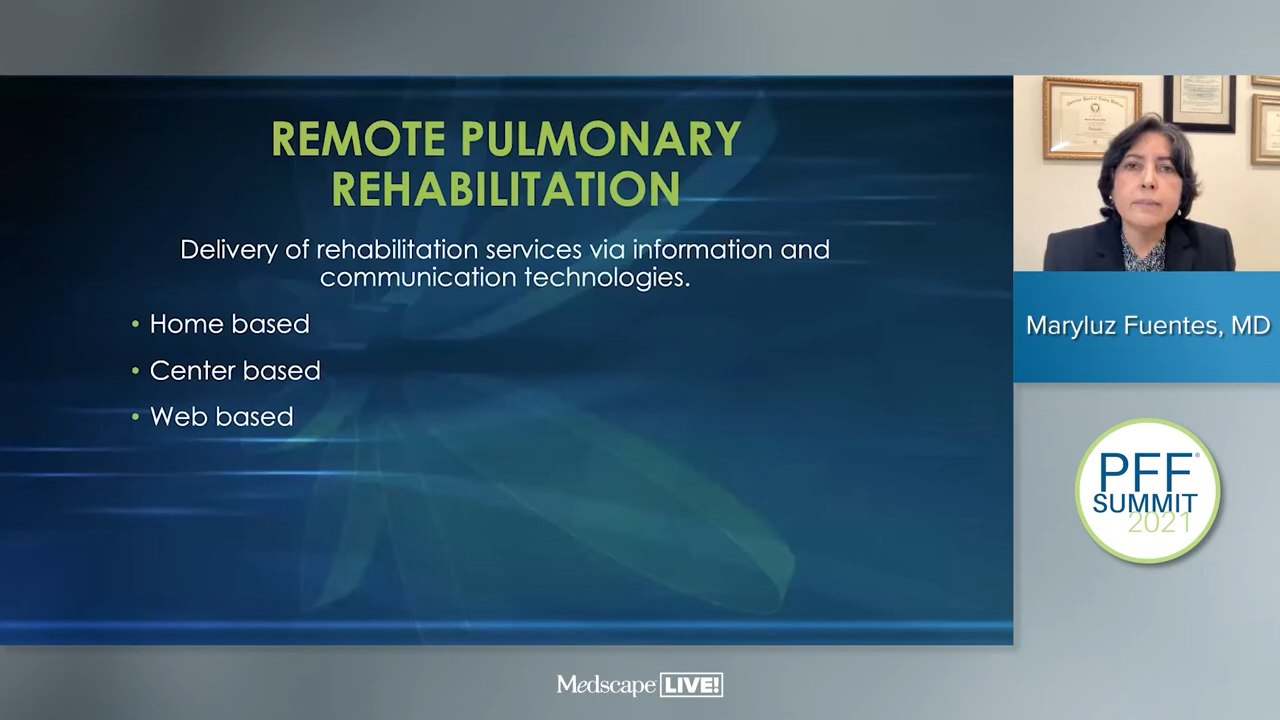 REMOTE PULMONARY
REHABILITATION
Delivery of rehabilitation services via information and
communication technologies.
• Home based
• Center based
• Web based
Maryluz Fuentes, MD
PFF®
SUMMIT
2021
Medscape LIVE!